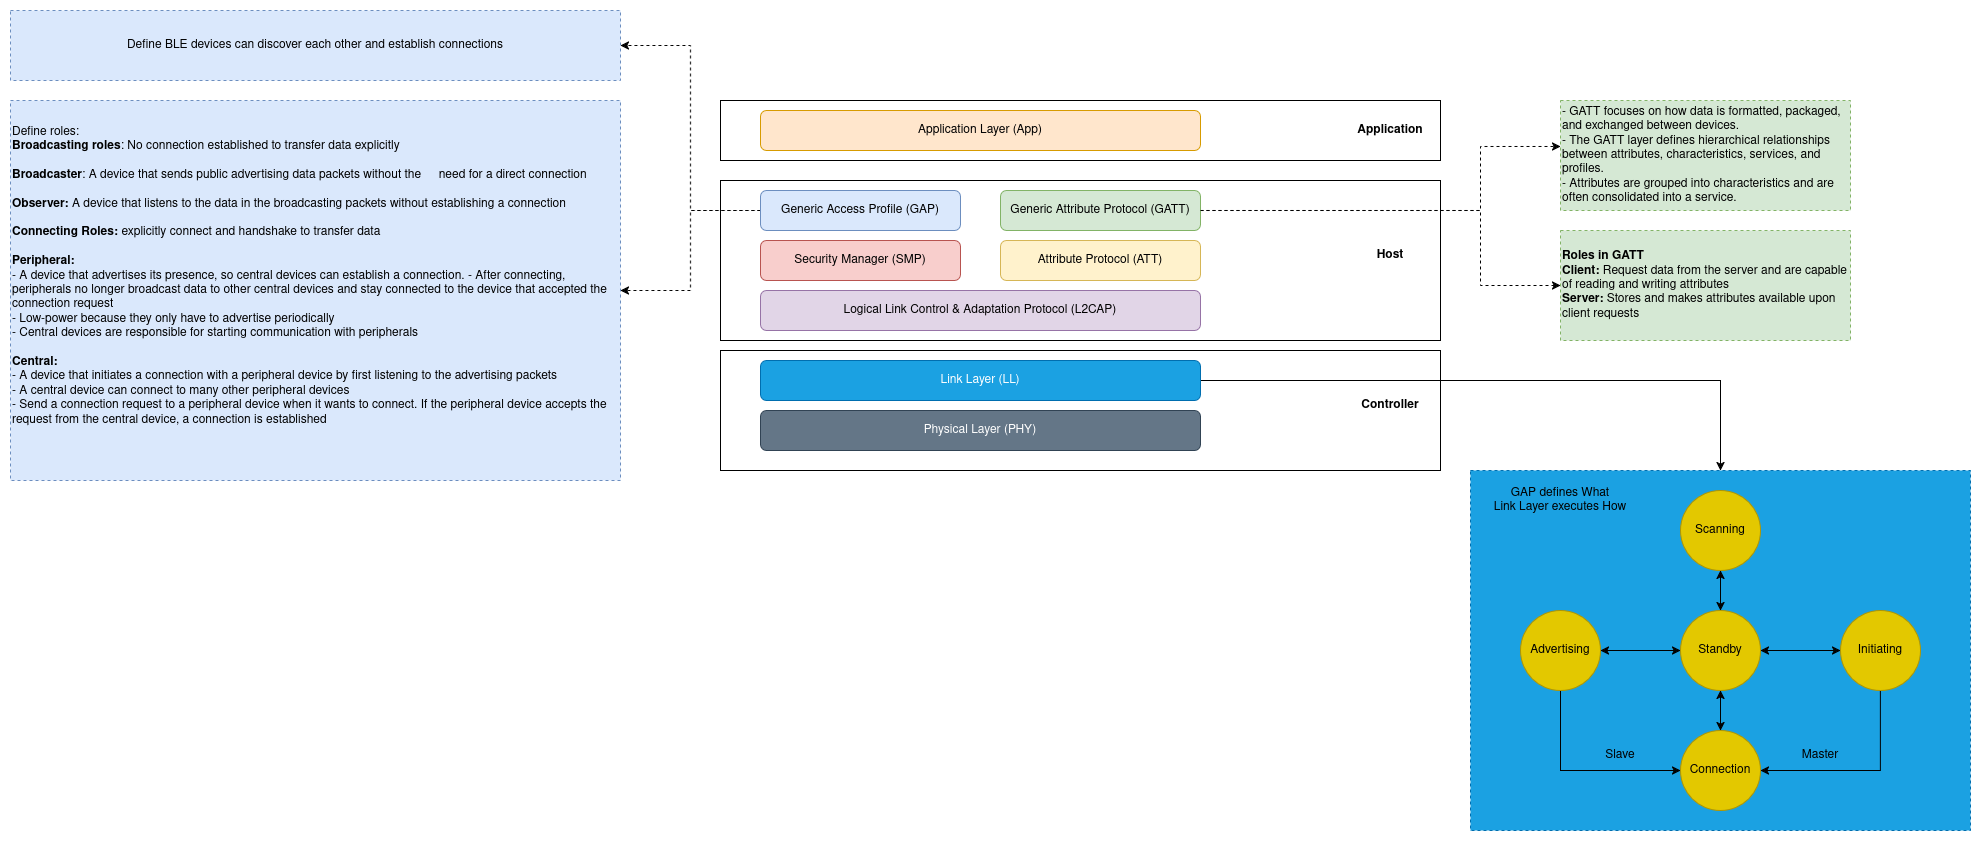 Define BLE devices can discover each other and establish connections
Define roles:
Broadcasting roles: No connection established to transfer data explicitly
Broadcaster: A device that sends public advertising data packets without the need for a direct connection
Observer: A device that listens to the data in the broadcasting packets without establishing a connection
Connecting Roles: explicitly connect and handshake to transfer data
Peripheral:
- A device that advertises its presence, so central devices can establish a connection. - After connecting,
peripherals no longer broadcast data to other central devices and stay connected to the device that accepted the
connection request
- Low-power because they only have to advertise periodically
- Central devices are responsible for starting communication with peripherals
Central:
- A device that initiates a connection with a peripheral device by first listening to the advertising packets
- A central device can connect to many other peripheral devices
- Send a connection request to a peripheral device when it wants to connect. If the peripheral device accepts the
request from the central device, a connection is established
Application Layer (App)
Application
Generic Access Profile (GAP)
Generic Attribute Protocol (GATT)
Security Manager (SMP)
Attribute Protocol (ATT)
Host
Logical Link Control & Adaptation Protocol (L2CAP)
Link Layer (LL)
Controller
Physical Layer (PHY)
- GATT focuses on how data is formatted, packaged,
and exchanged between devices.
- The GATT layer defines hierarchical relationships
between attributes, characteristics, services, and
profiles.
- Attributes are grouped into characteristics and are
often consolidated into a service.
Roles in GATT
Client: Request data from the server and are capable
of reading and writing attributes
Server: Stores and makes attributes available upon
client requests
GAP defines What
Link Layer executes How
Scanning
Advertising
Standby
Initiating
Slave
Master
Connection